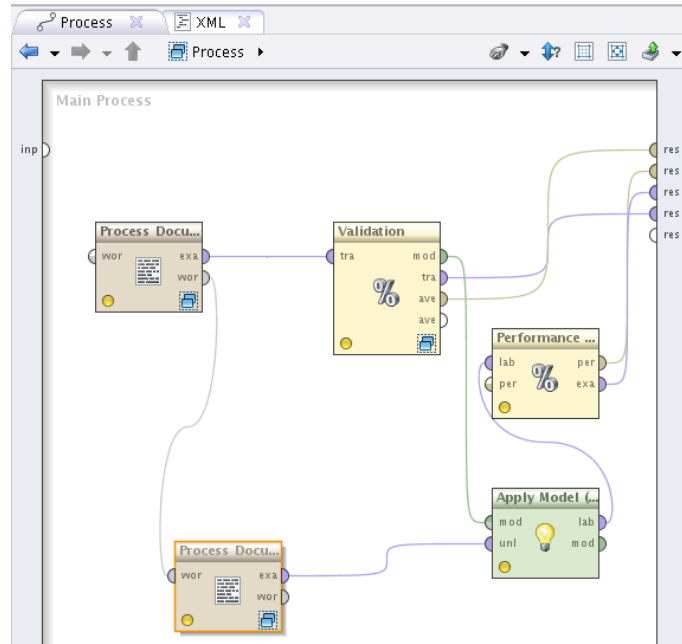 Process
XML
Process
Main Process
inp
res
res
res
res
res
Process Docu...
wor
exa
wor
Validation
tra
mod
tra
ave
ave
Performance ...
lab
per
per
exa
Apply Model (...
mod
lab
unl
mod
Process Docu...
wor
exa
wor